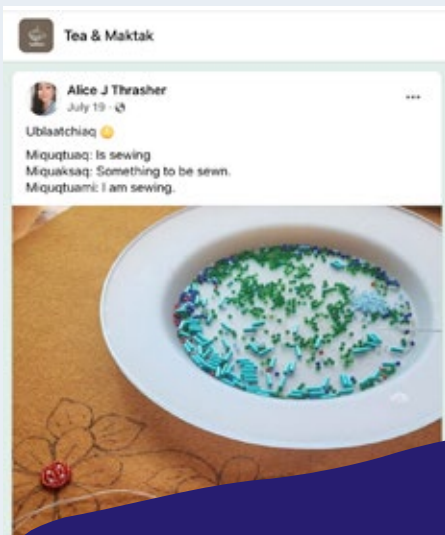 Tea & Maktak
Alice J Thrasher
July 19 ·
Ublaatchiaq
Miquqtuaq: Is sewing
Miquaksaq: Something to be sewn.
Miquqtuami: I am sewing.